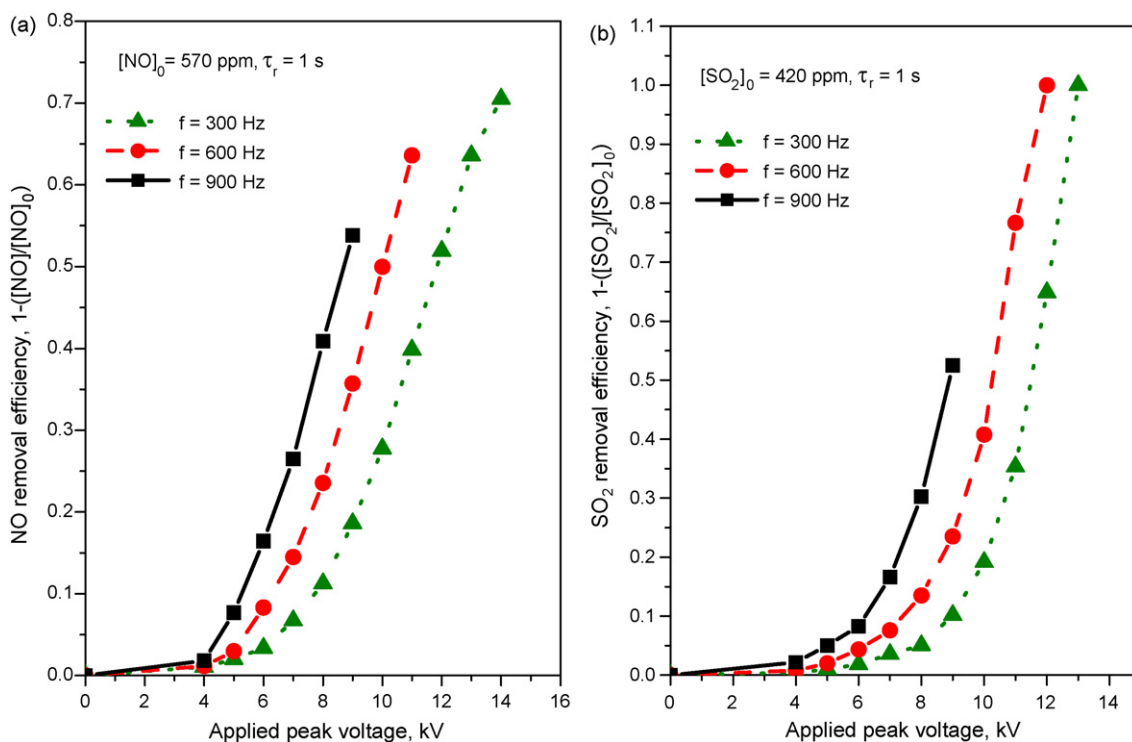 (a)
[NO]₀= 570 ppm, τᵣ = 1 s
f = 300 Hz
f = 600 Hz
f = 900 Hz
NO removal efficiency, 1-([NO]/[NO]₀)
0.8
0.7
0.6
0.5
0.4
0.3
0.2
0.1
0.0
0 2 4 6 8 10 12 14 16
Applied peak voltage, kV
(b)
[SO₂]₀ = 420 ppm, τᵣ = 1 s
f = 300 Hz
f = 600 Hz
f = 900 Hz
SO₂ removal efficiency, 1-([SO₂]/[SO₂]₀)
1.1
1.0
0.9
0.8
0.7
0.6
0.5
0.4
0.3
0.2
0.1
0.0
0 2 4 6 8 10 12 14
Applied peak voltage, kV